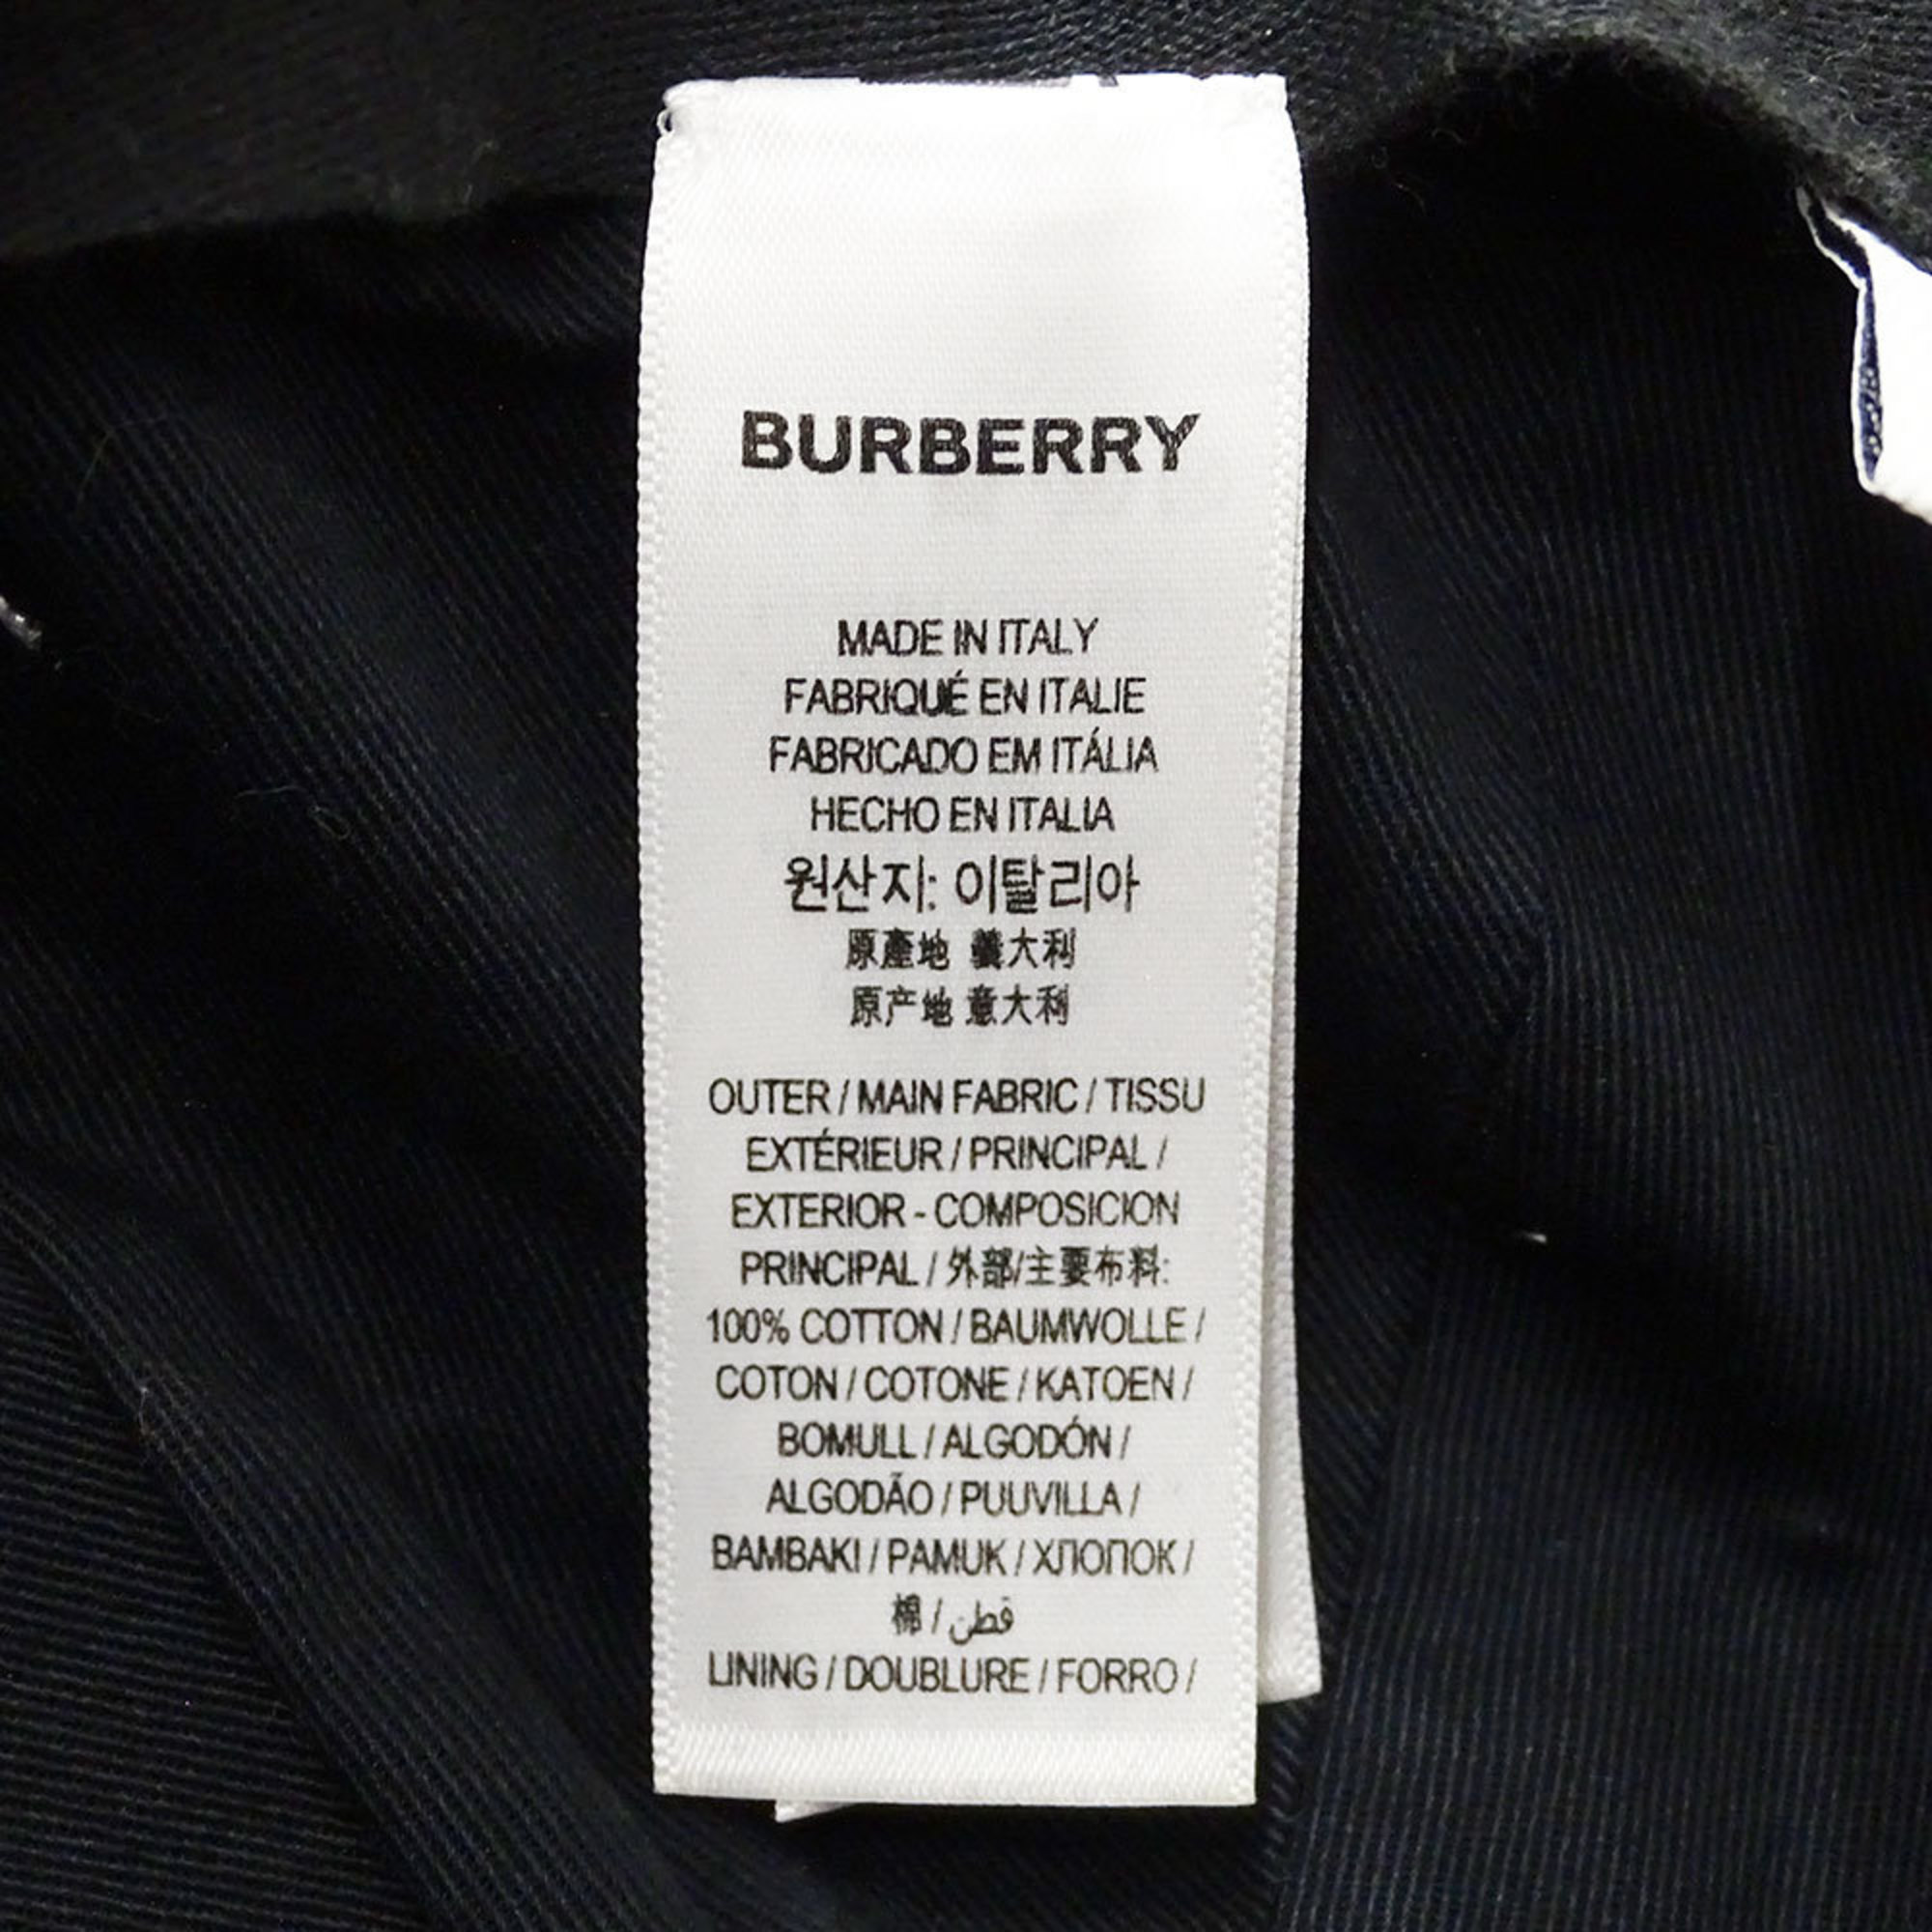 BURBERRY
MADE IN ITALY
FABRIQUÉ EN ITALIE
FABRICADO EM ITÁLIA
HECHO EN ITALIA
원산지: 이탈리아
原產地 義大利
原产地 意大利
OUTER / MAIN FABRIC / TISSU
EXTÉRIEUR / PRINCIPAL /
EXTERIOR - COMPOSICION
PRINCIPAL / 外部/主要布料:
100% COTTON / BAUMWOLLE /
COTON / COTONE / KATOEN /
BOMULL / ALGODÓN /
ALGODÃO / PUUVILLA /
BAMBAKI / PAMUK / ХЛОПОК /
棉 / قطن
LINING / DOUBLURE / FORRO /